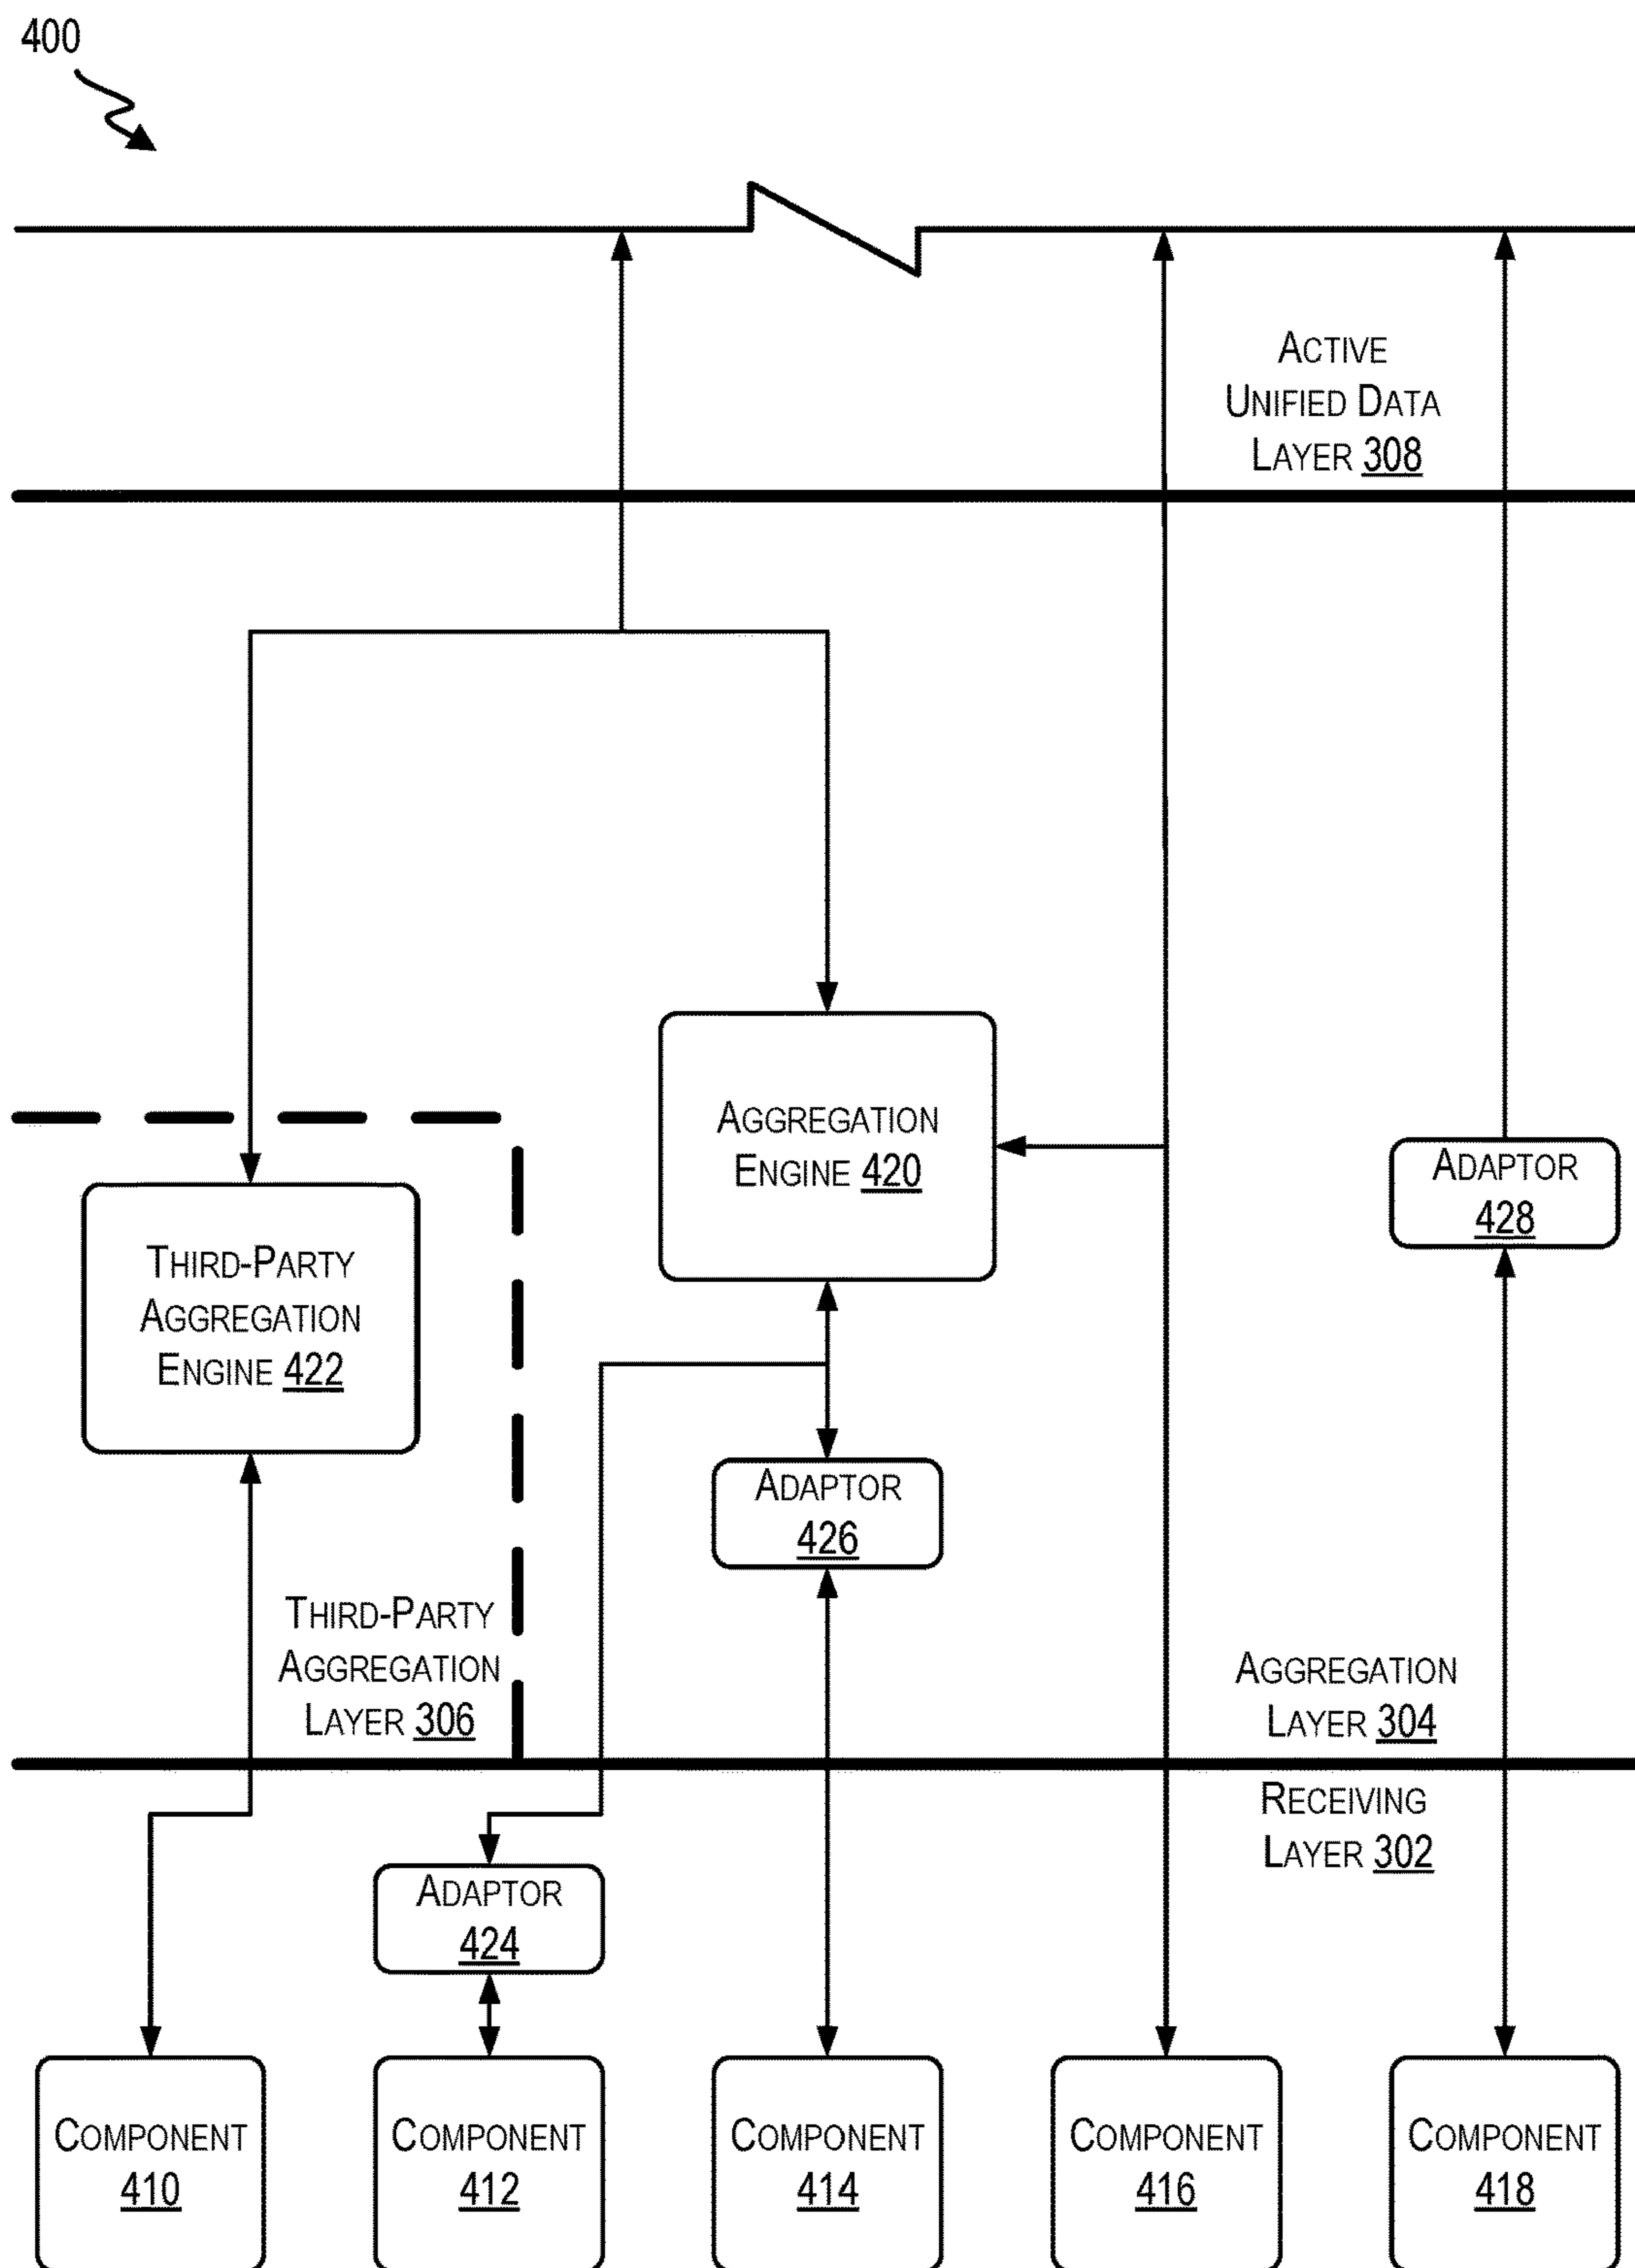 400
ACTIVE
UNIFIED DATA
LAYER 308
AGGREGATION
ENGINE 420
ADAPTOR
428
THIRD-PARTY
AGGREGATION
ENGINE 422
ADAPTOR
426
THIRD-PARTY
AGGREGATION
LAYER 306
AGGREGATION
LAYER 304
RECEIVING
LAYER 302
ADAPTOR
424
COMPONENT
410
COMPONENT
412
COMPONENT
414
COMPONENT
416
COMPONENT
418